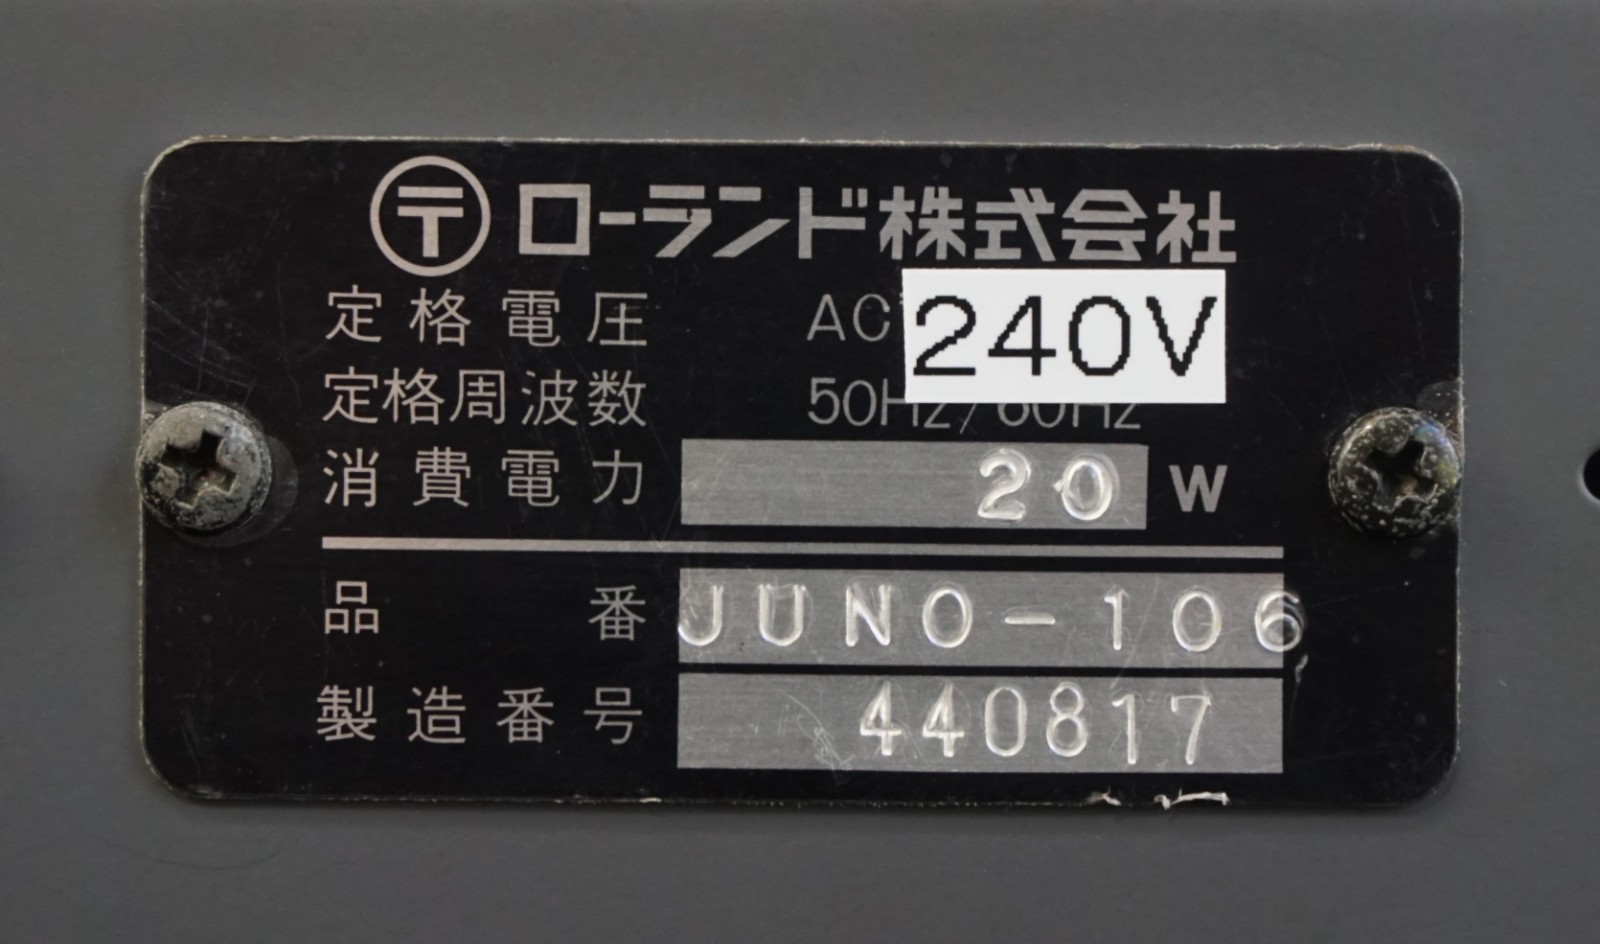 〒 ローランド株式会社
定格電圧 AC 240V
定格周波数 50Hz/60Hz
消費電力 20 W
品番 JUNO-106
製造番号 440817